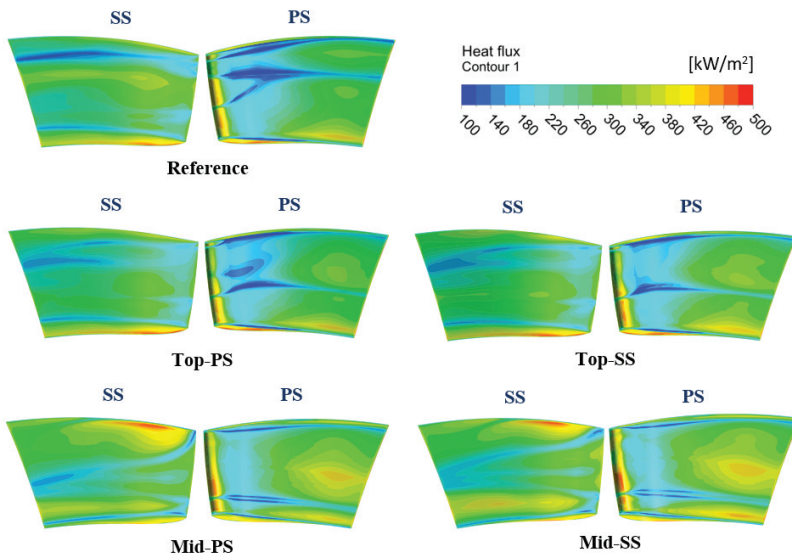 SS PS
Heat flux
Contour 1
[kW/m²]
100 140 180 220 260 300 340 380 420 460 500
Reference
SS PS
SS PS
Top-PS
Top-SS
SS PS
SS PS
Mid-PS
Mid-SS